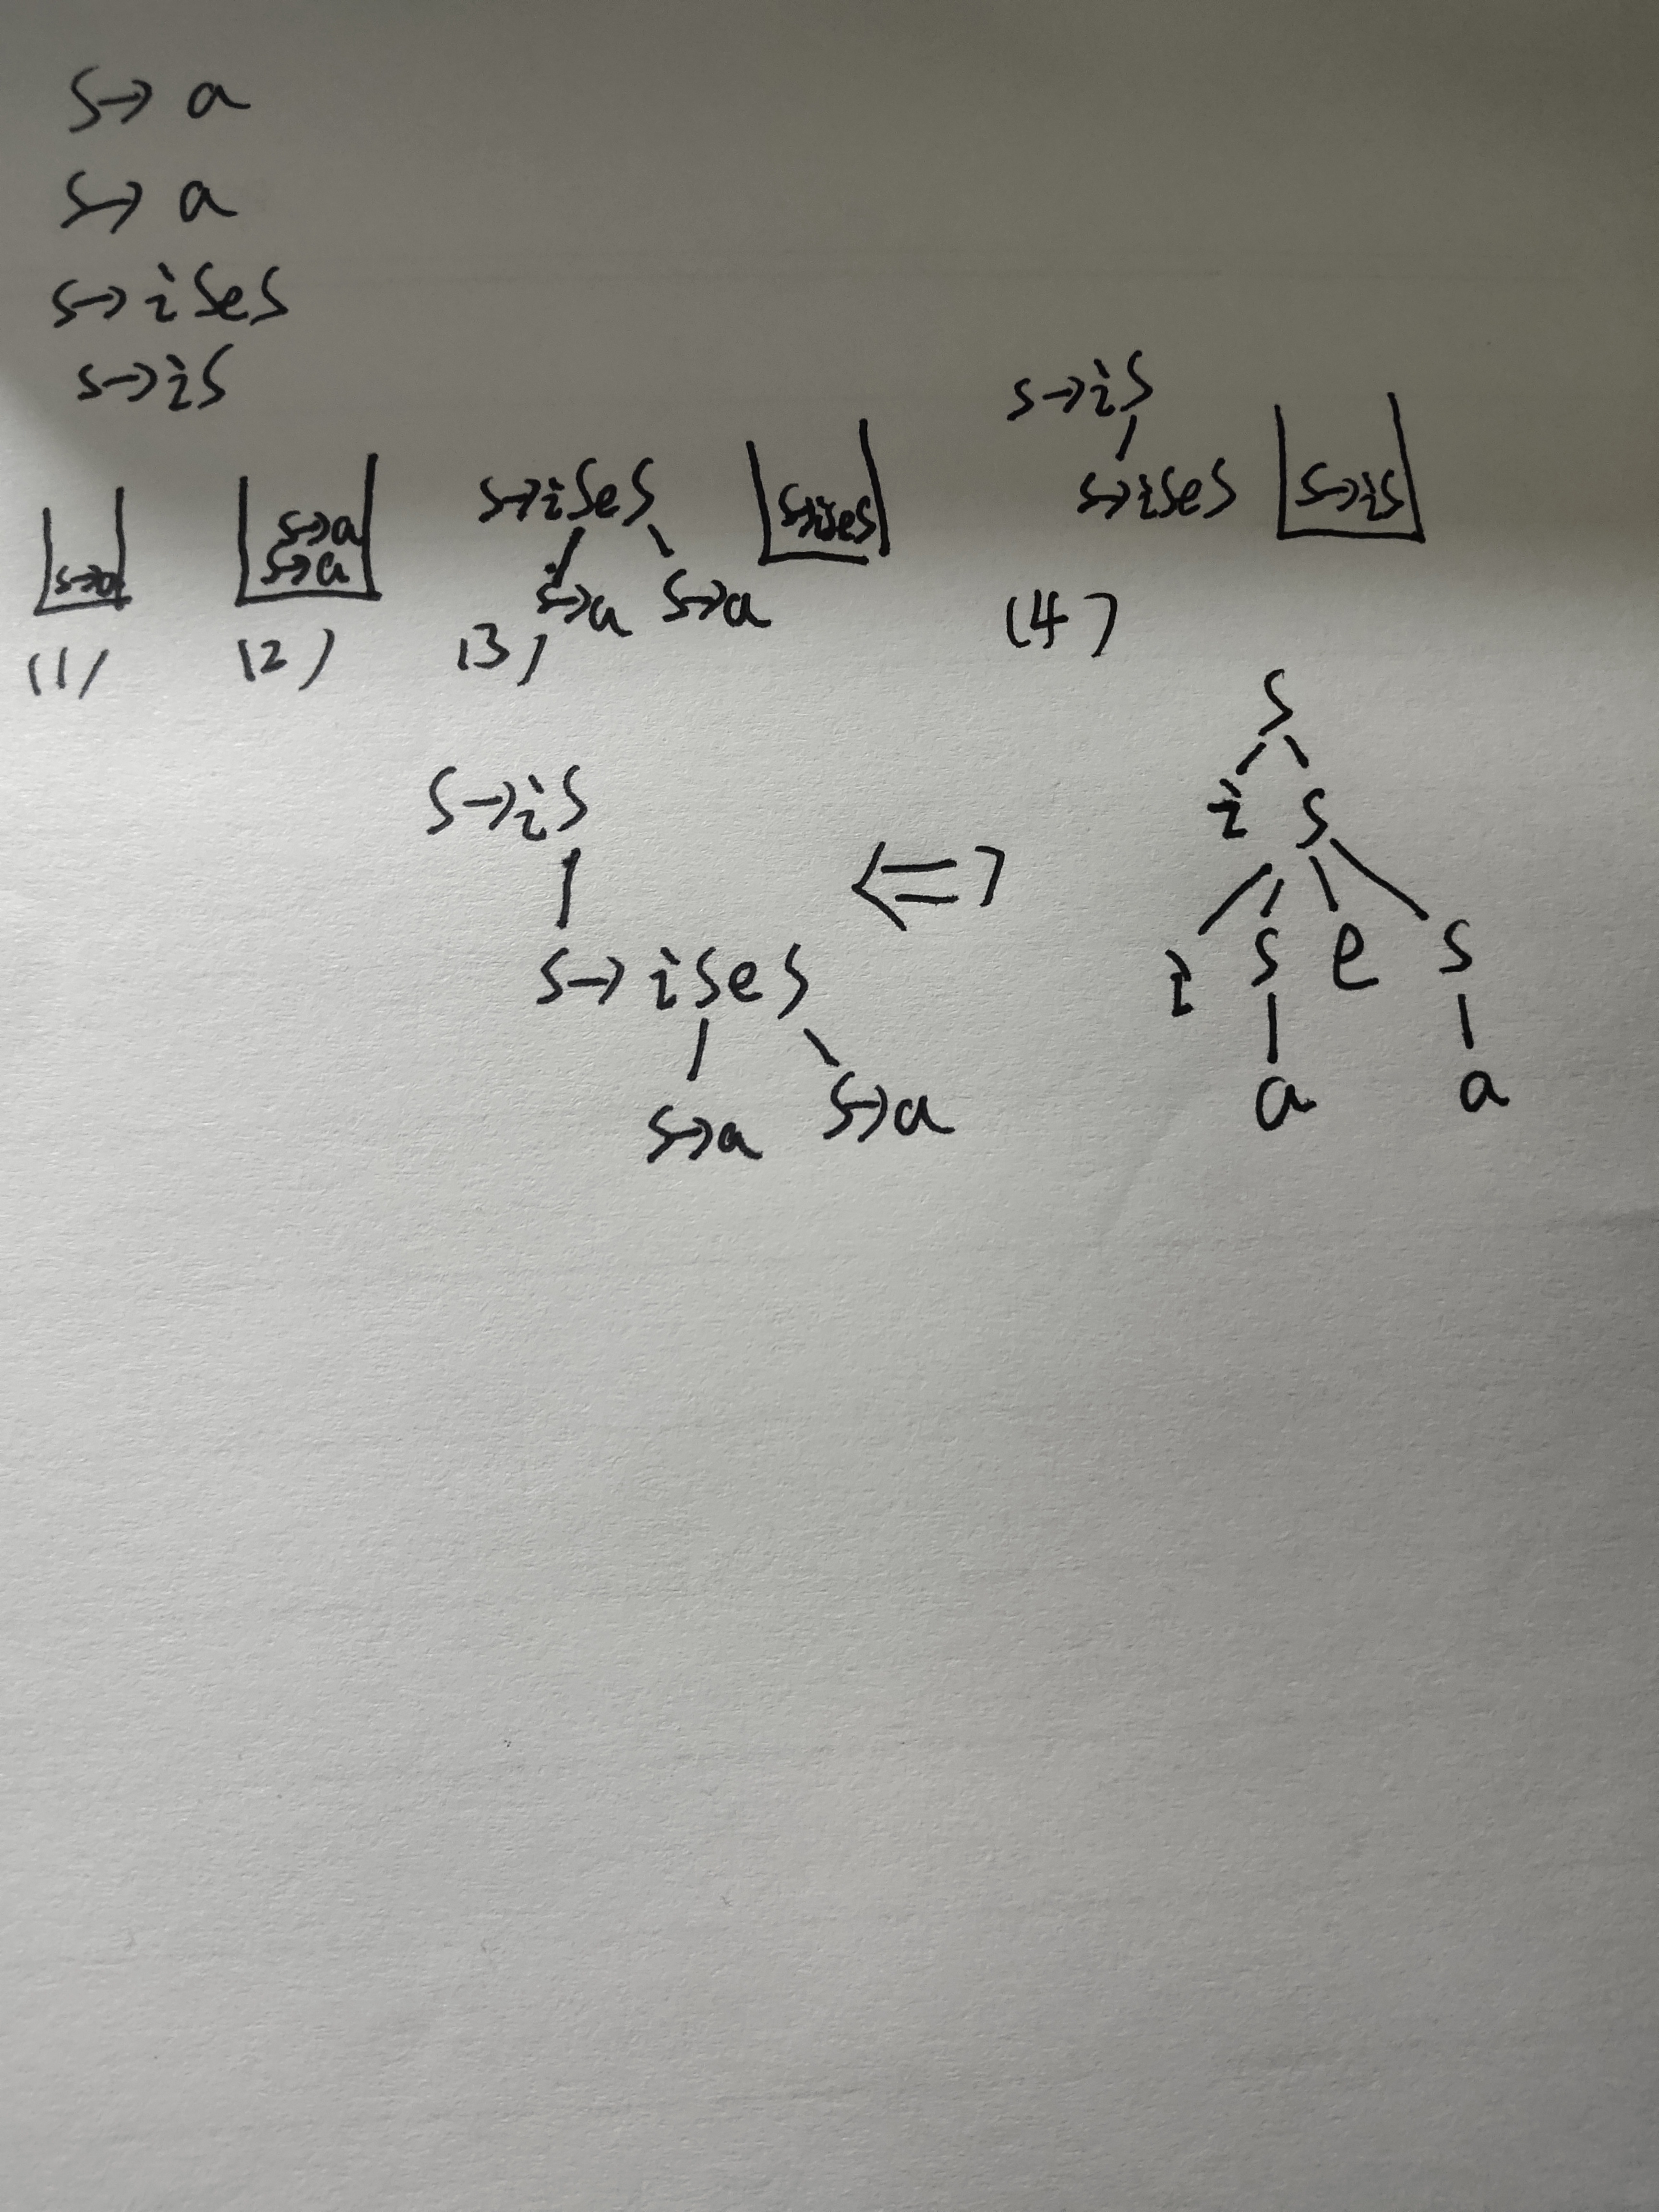 S→ a
S→ a
S→iSeS
S→iS
S→a
(1)
S→a
S→a
(2)
S→iSeS
S→a S→a
S→iSeS
(3)
S→iS
S→iSeS
S→iS
(4)
S→iS
S→iSeS
S→a S→a
<=>
S
i S
i S e S
a a